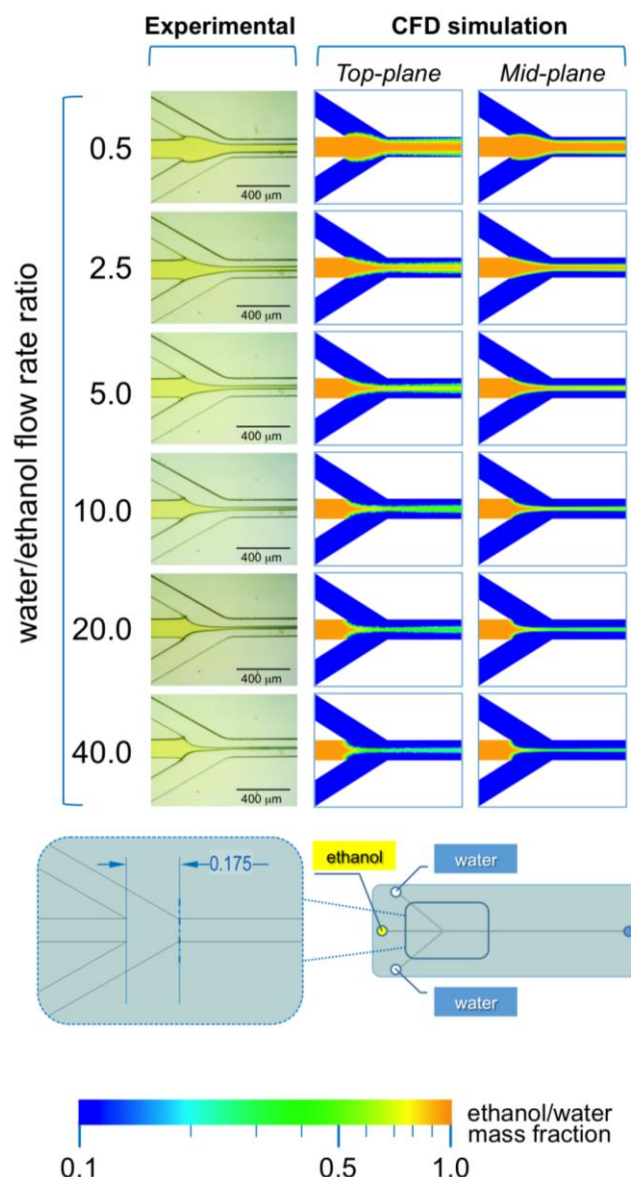 Experimental
CFD simulation
Top-plane
Mid-plane
water/ethanol flow rate ratio
0.5
400 μm
2.5
400 μm
5.0
400 μm
10.0
400 μm
20.0
400 μm
40.0
400 μm
0.175
ethanol
water
water
ethanol/water
mass fraction
0.1
0.5
1.0